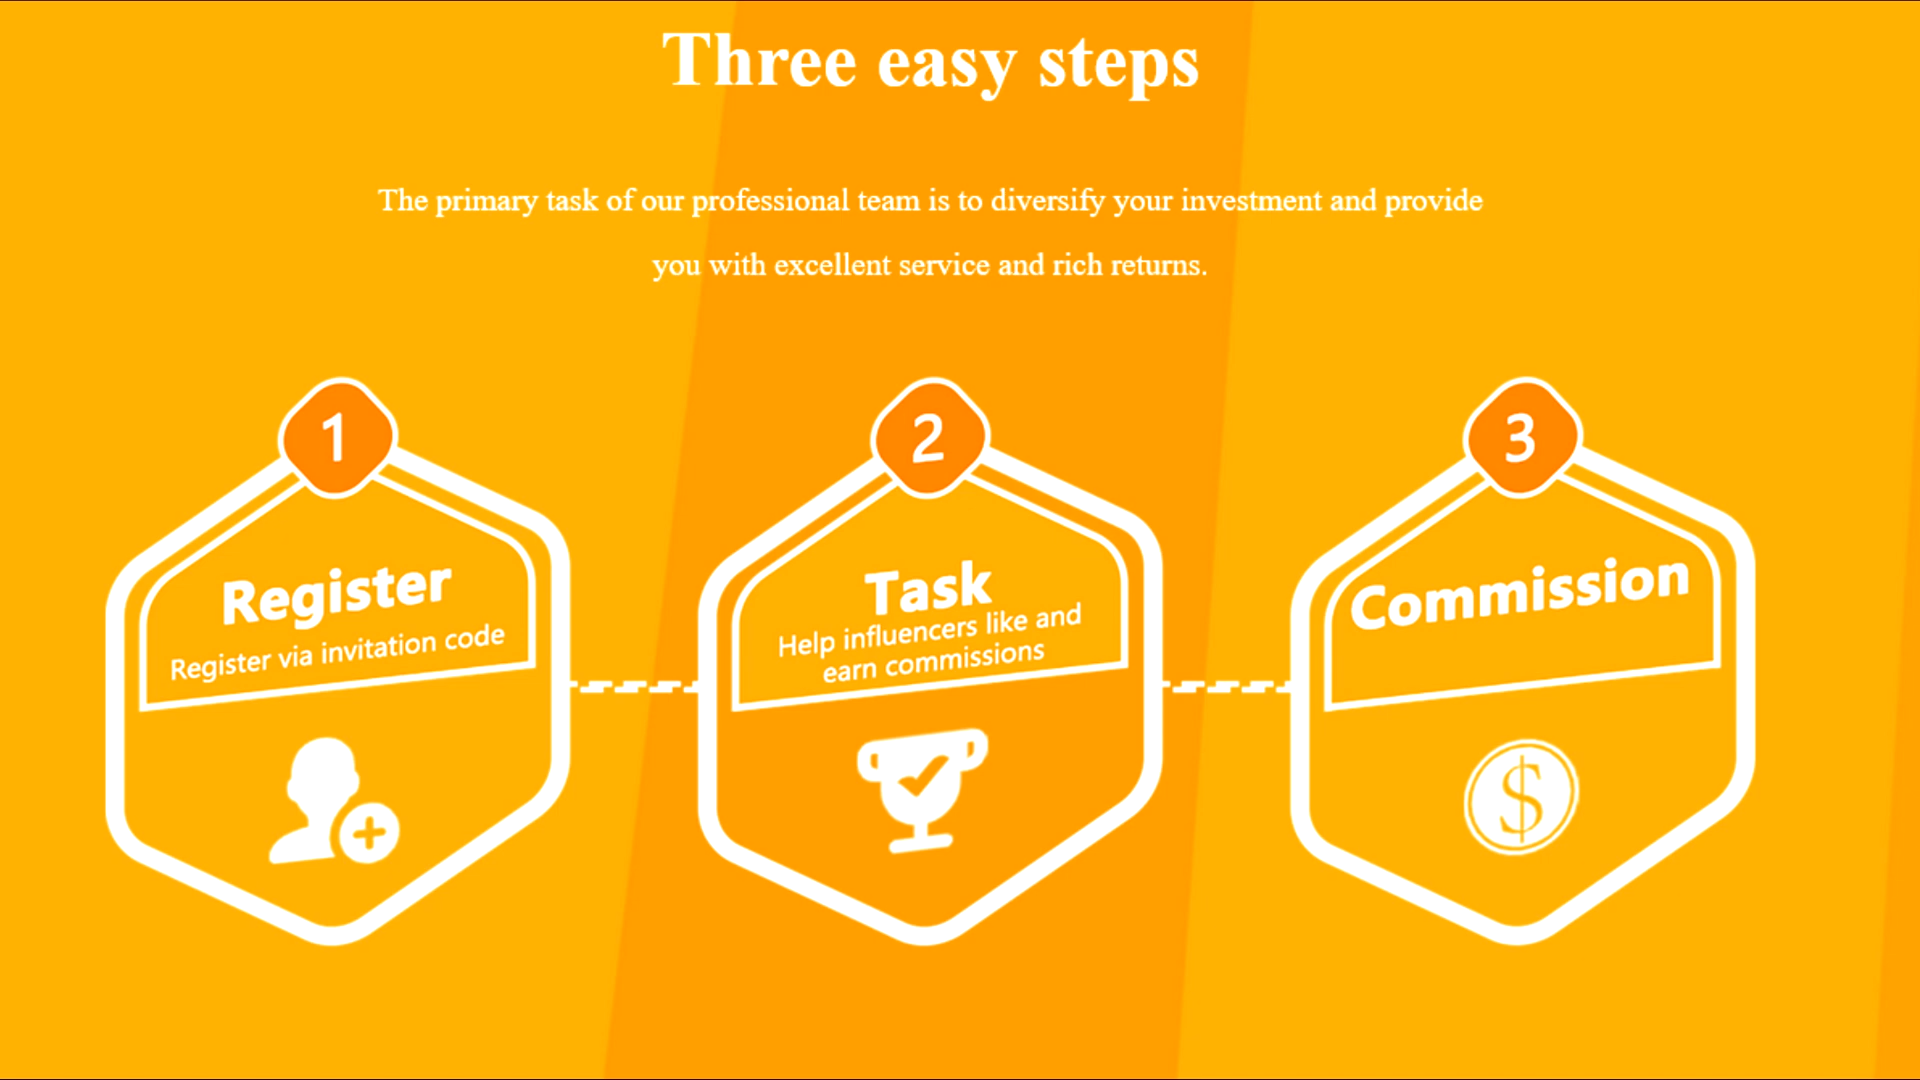 Three easy steps
The primary task of our professional team is to diversify your investment and provide
you with excellent service and rich returns.
1
Register
Register via invitation code
2
Task
Help influencers like and
earn commissions
3
Commission
$